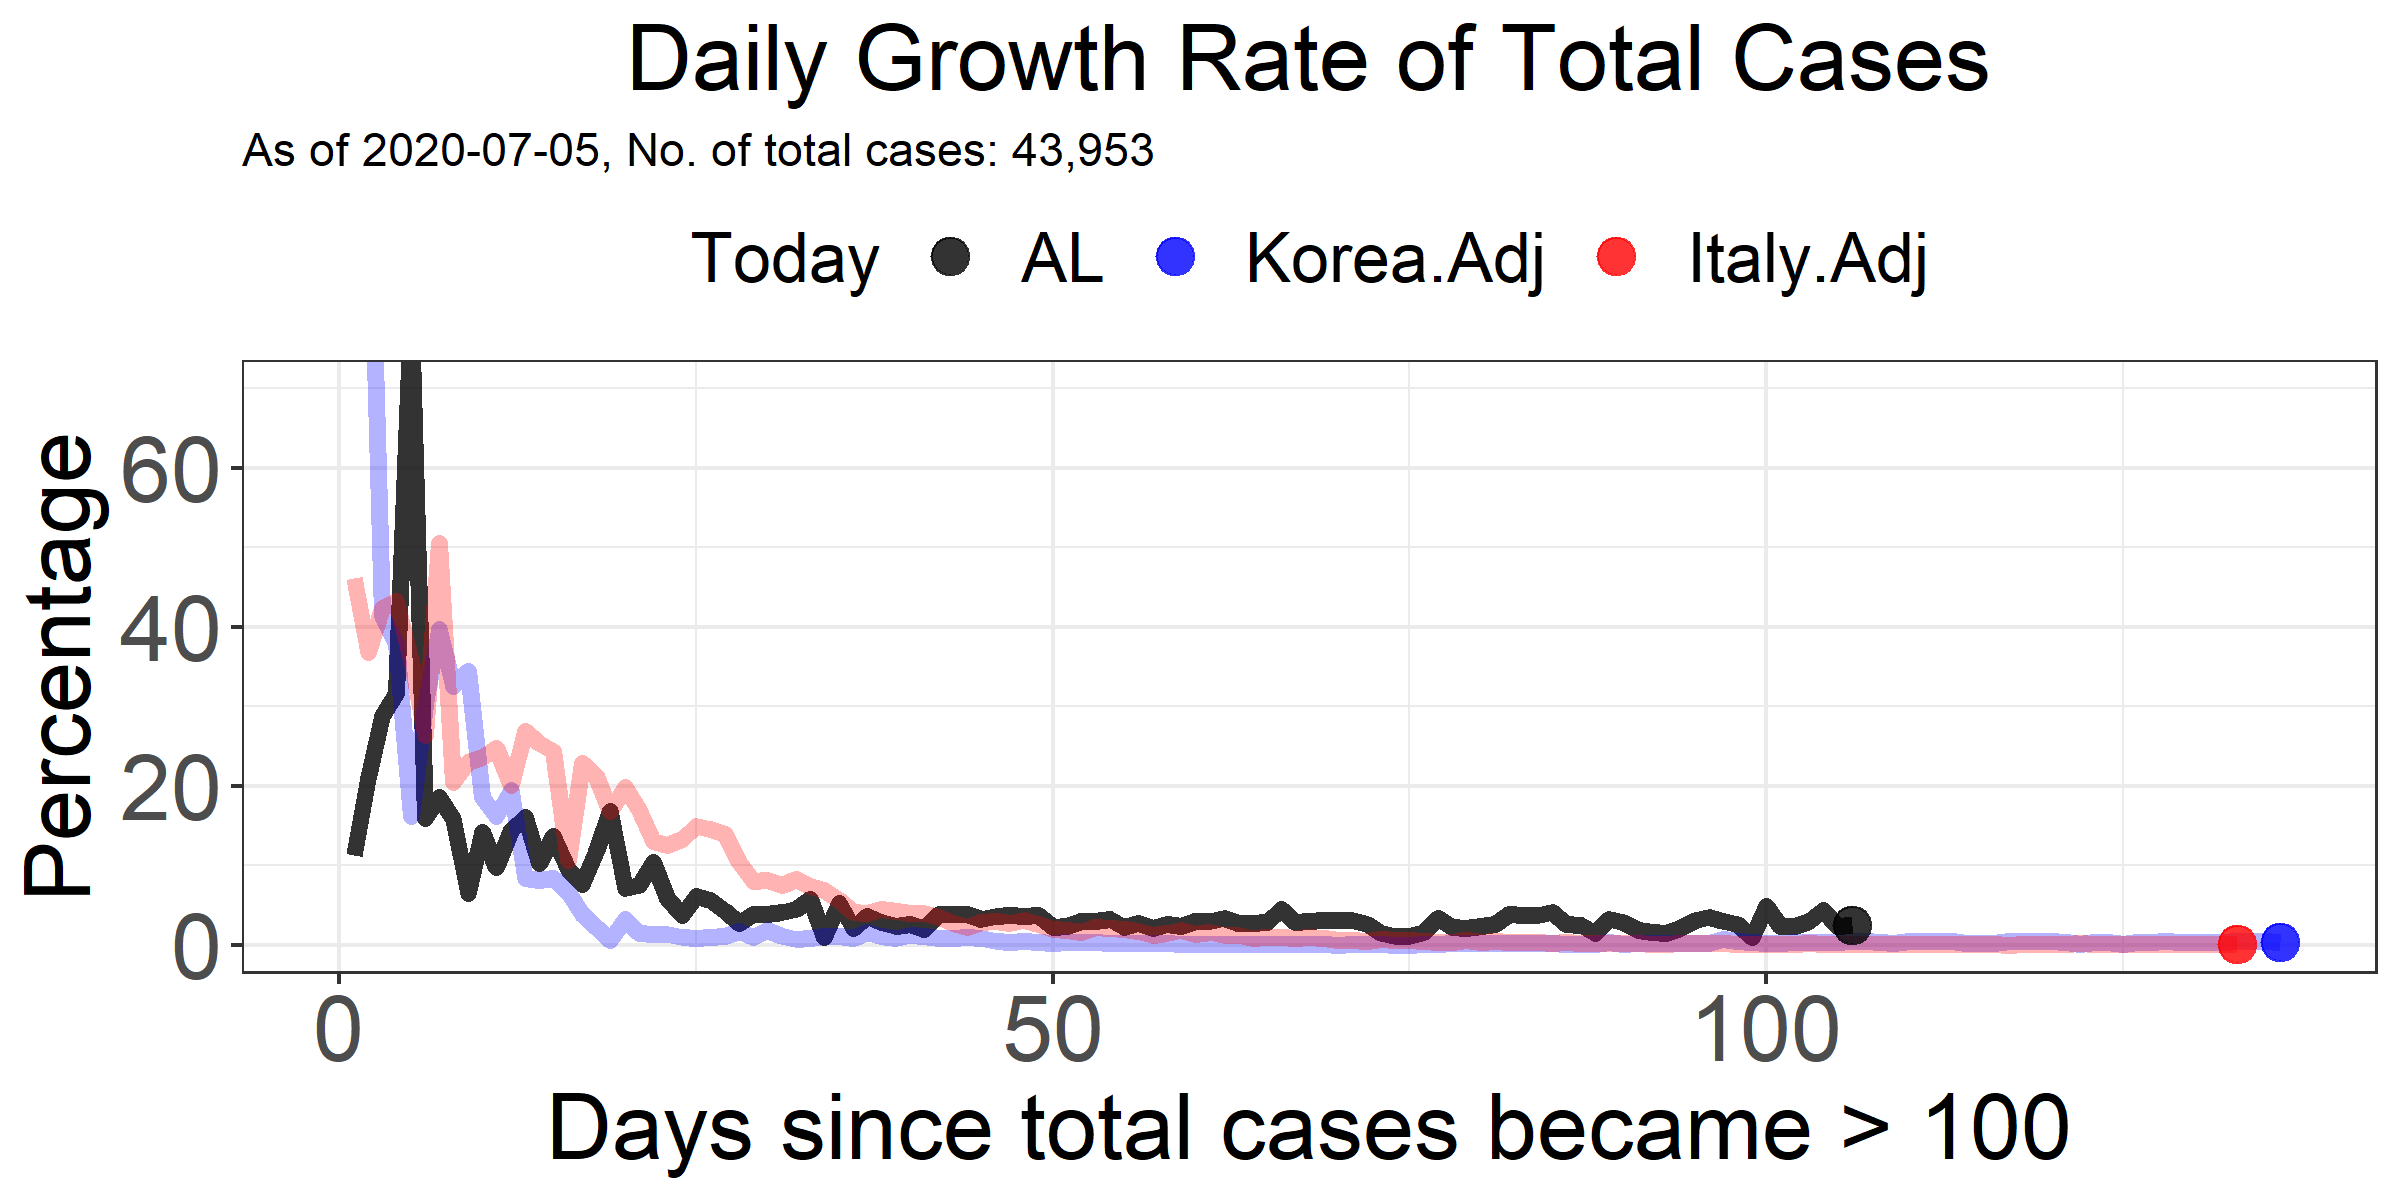 Daily Growth Rate of Total Cases
As of 2020-07-05, No. of total cases: 43,953
Today AL Korea.Adj Italy.Adj
Percentage
60
40
20
0
0 50 100
Days since total cases became > 100